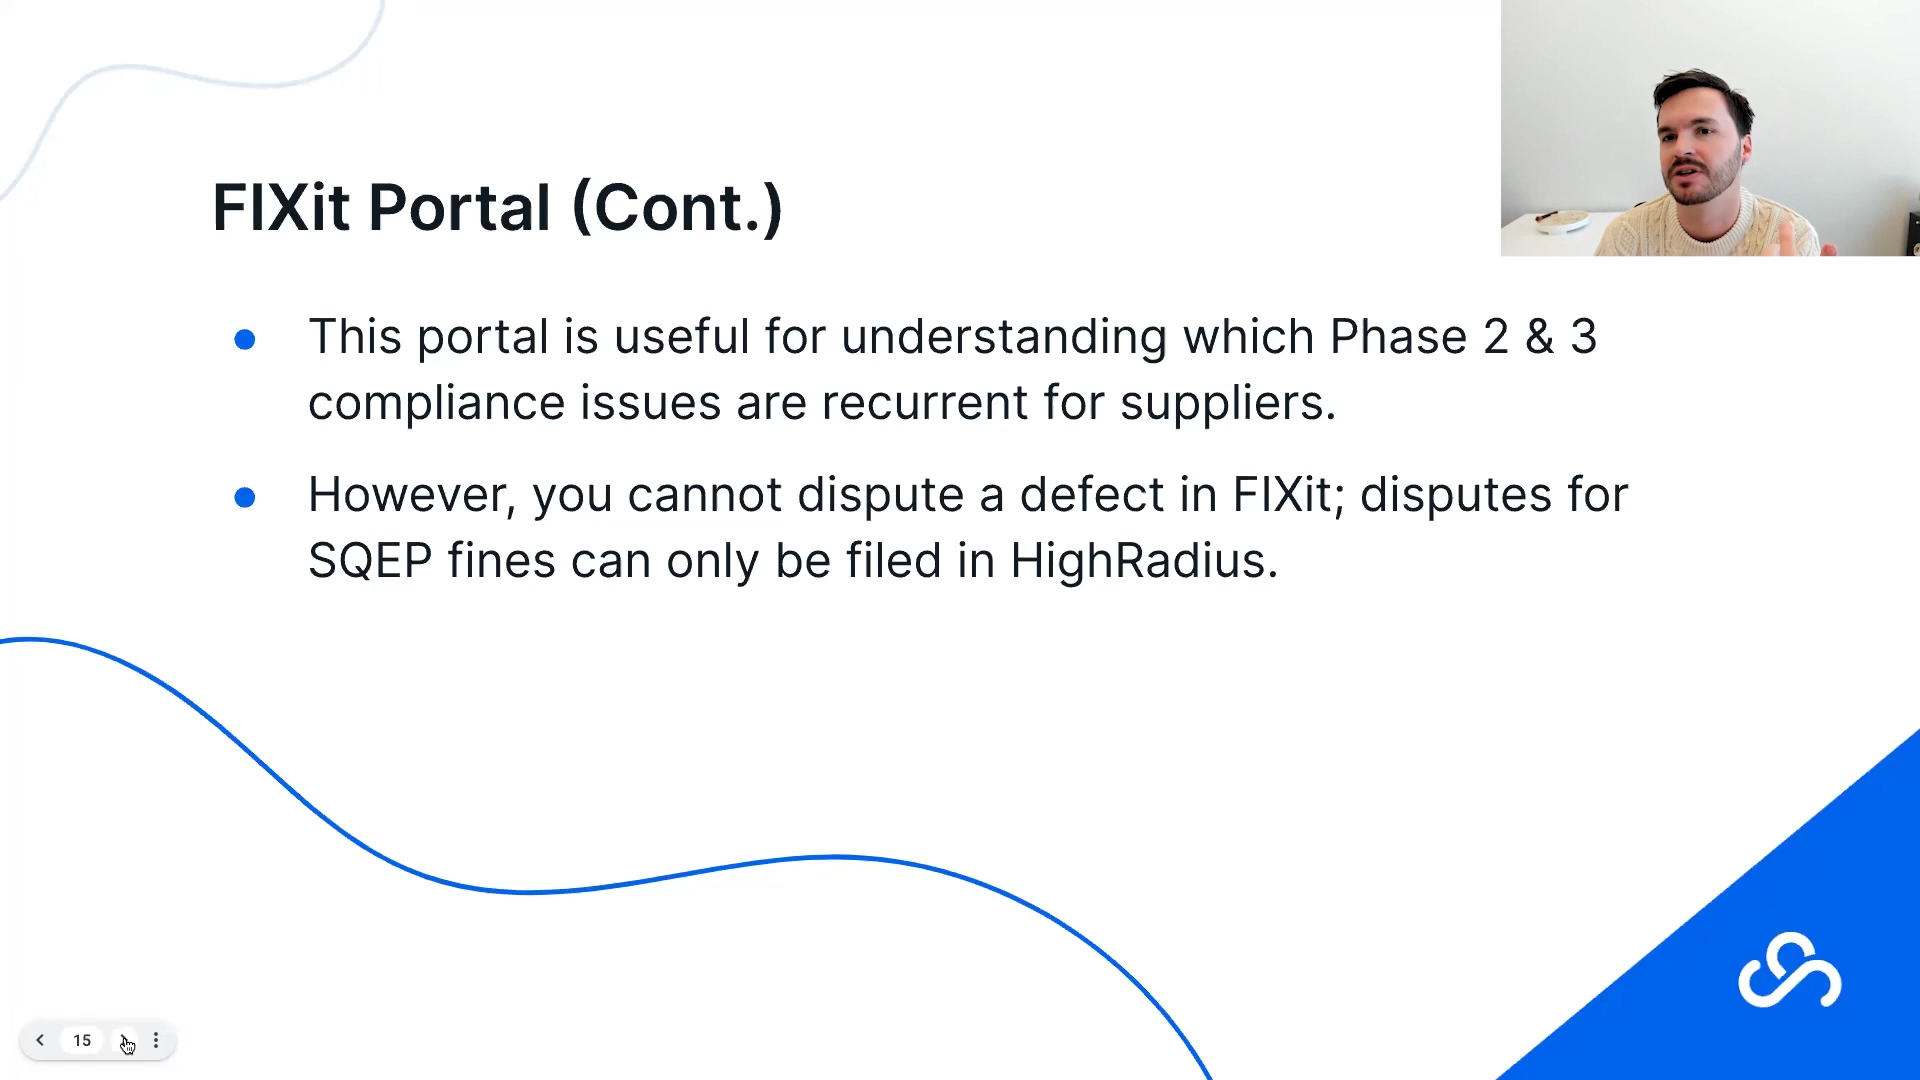 FIXit Portal (Cont.)
This portal is useful for understanding which Phase 2 & 3
compliance issues are recurrent for suppliers.
However, you cannot dispute a defect in FIXit; disputes for
SQEP fines can only be filed in HighRadius.
15